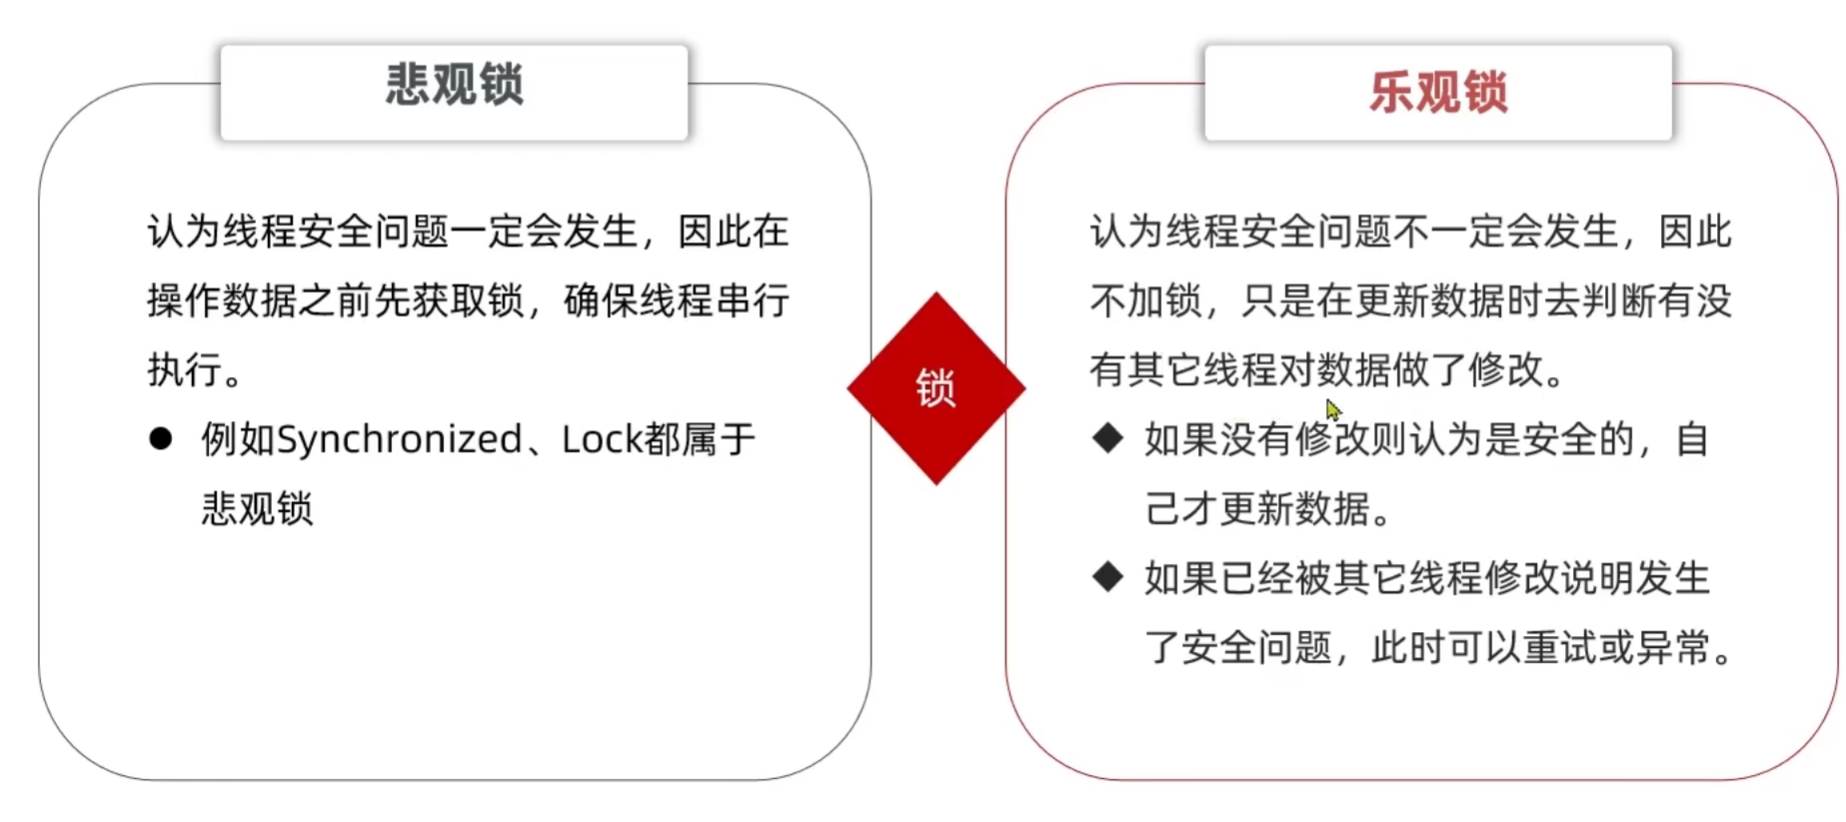 悲观锁
认为线程安全问题一定会发生，因此在
操作数据之前先获取锁，确保线程串行
执行。
● 例如Synchronized、Lock都属于
悲观锁
锁
乐观锁
认为线程安全问题不一定会发生，因此
不加锁，只是在更新数据时去判断有没
有其它线程对数据做了修改。
◆ 如果没有修改则认为是安全的，自
己才更新数据。
◆ 如果已经被其它线程修改说明发生
了安全问题，此时可以重试或异常。